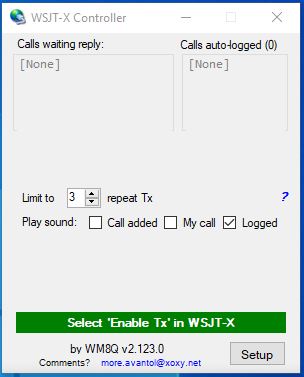 WSJT-X Controller
Calls waiting reply: Calls auto-logged (0)
[None] [None]
Limit to 3 repeat Tx ?
Play sound: Call added My call Logged
Select 'Enable Tx' in WSJT-X
by WM8Q v2.123.0
Setup
Comments? more.avantol@xoxy.net